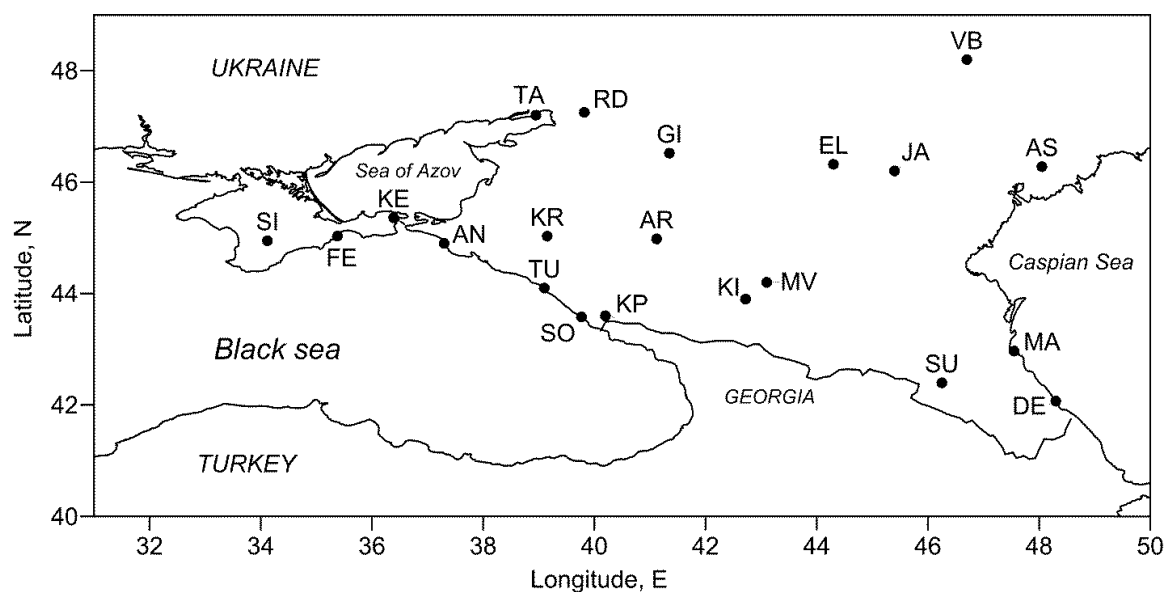 VB
48
UKRAINE
TA
RD
GI
EL
JA
AS
46
Sea of Azov
KE
SI
FE
AN
KR
AR
Caspian Sea
TU
KI
MV
44
KP
SO
Black sea
MA
SU
GEORGIA
DE
42
TURKEY
40
Latitude, N
32 34 36 38 40 42 44 46 48 50
Longitude, E